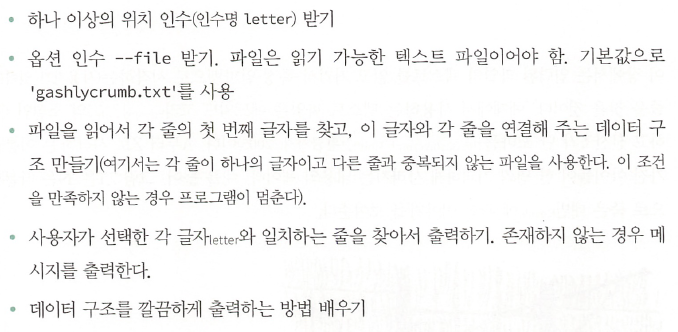 • 하나 이상의 위치 인수(인수명 letter) 받기
• 옵션 인수 --file 받기. 파일은 읽기 가능한 텍스트 파일이어야 함. 기본값으로
'gashlycrumb.txt'를 사용
• 파일을 읽어서 각 줄의 첫 번째 글자를 찾고, 이 글자와 각 줄을 연결해 주는 데이터 구
조 만들기(여기서는 각 줄이 하나의 글자이고 다른 줄과 중복되지 않는 파일을 사용한다. 이 조건
을 만족하지 않는 경우 프로그램이 멈춘다).
• 사용자가 선택한 각 글자letter와 일치하는 줄을 찾아서 출력하기. 존재하지 않는 경우 메
시지를 출력한다.
• 데이터 구조를 깔끔하게 출력하는 방법 배우기